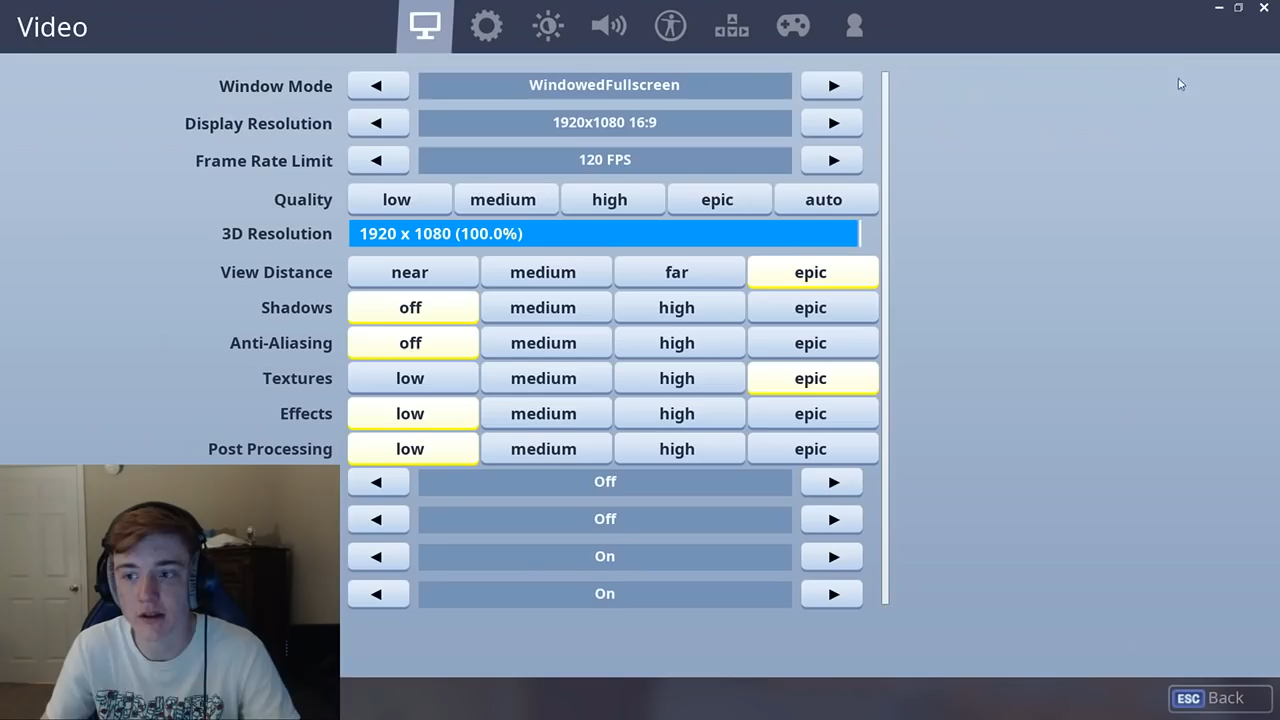 Video
Window Mode WindowedFullscreen
Display Resolution 1920x1080 16:9
Frame Rate Limit 120 FPS
Quality low medium high epic auto
3D Resolution 1920 x 1080 (100.0%)
View Distance near medium far epic
Shadows off medium high epic
Anti-Aliasing off medium high epic
Textures low medium high epic
Effects low medium high epic
Post Processing low medium high epic
Off
Off
On
On
ESC Back